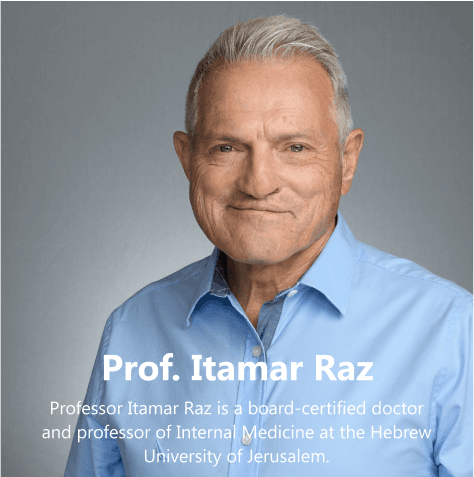 Prof. Itamar Raz
Professor Itamar Raz is a board-certified doctor
and professor of Internal Medicine at the Hebrew
University of Jerusalem.